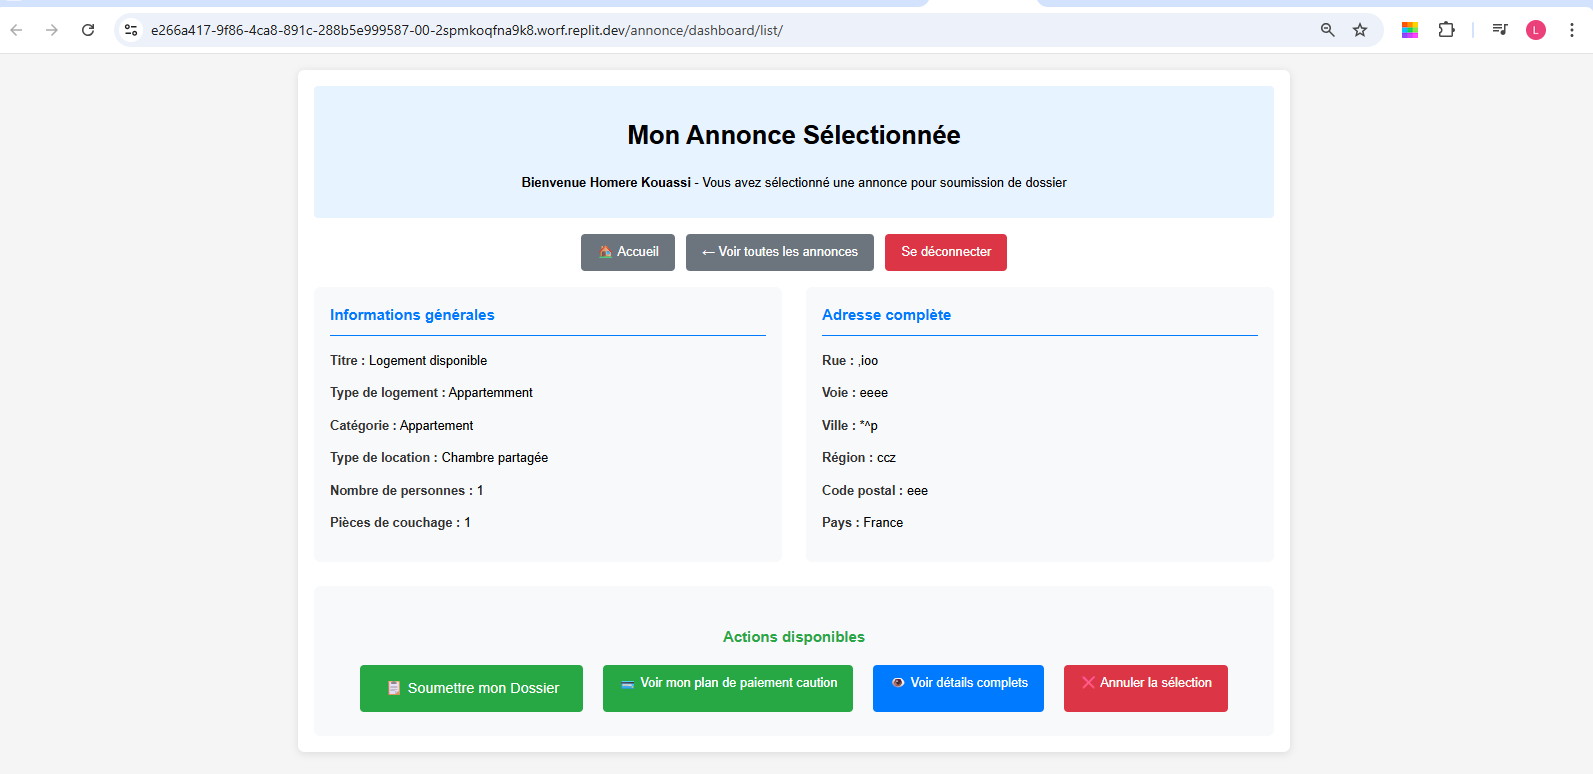 e266a417-9f86-4ca8-891c-288b5e999587-00-2spmkoqfna9k8.worf.replit.dev/annonce/dashboard/list/
L
Mon Annonce Sélectionnée
Bienvenue Homere Kouassi - Vous avez sélectionné une annonce pour soumission de dossier
Accueil
← Voir toutes les annonces
Se déconnecter
Informations générales
Titre : Logement disponible
Type de logement : Appartemment
Catégorie : Appartement
Type de location : Chambre partagée
Nombre de personnes : 1
Pièces de couchage : 1
Adresse complète
Rue : ,ioo
Voie : eeee
Ville : *^p
Région : ccz
Code postal : eee
Pays : France
Actions disponibles
Soumettre mon Dossier
Voir mon plan de paiement caution
Voir détails complets
Annuler la sélection